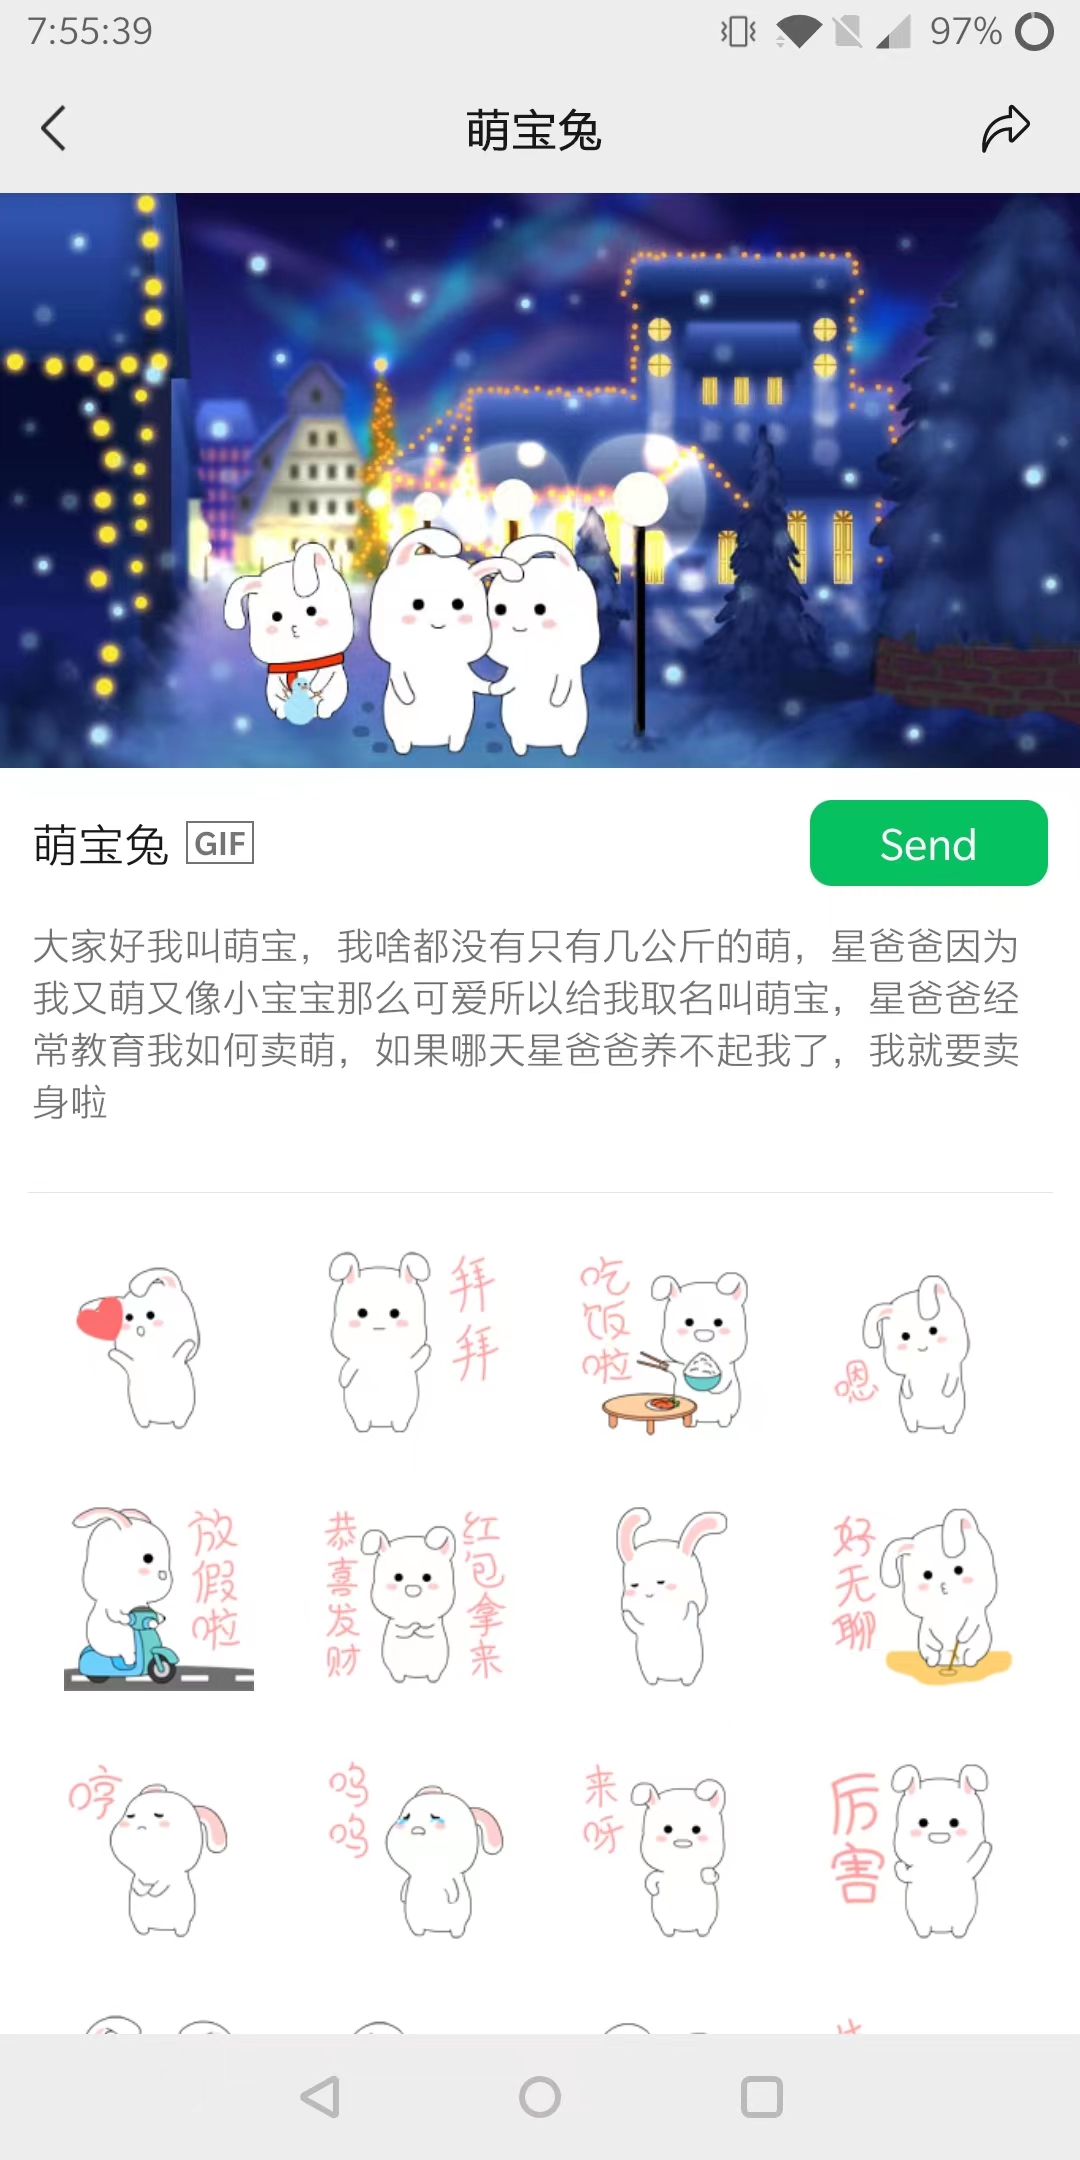 7:55:39
97%
萌宝兔
萌宝兔 GIF
Send
大家好我叫萌宝，我啥都没有只有几公斤的萌，星爸爸因为
我又萌又像小宝宝那么可爱所以给我取名叫萌宝，星爸爸经
常教育我如何卖萌，如果哪天星爸爸养不起我了，我就要卖
身啦
拜拜
吃饭啦
嗯
放假啦
恭喜发财
红包拿来
好无聊
哼
呜呜
来呀
厉害